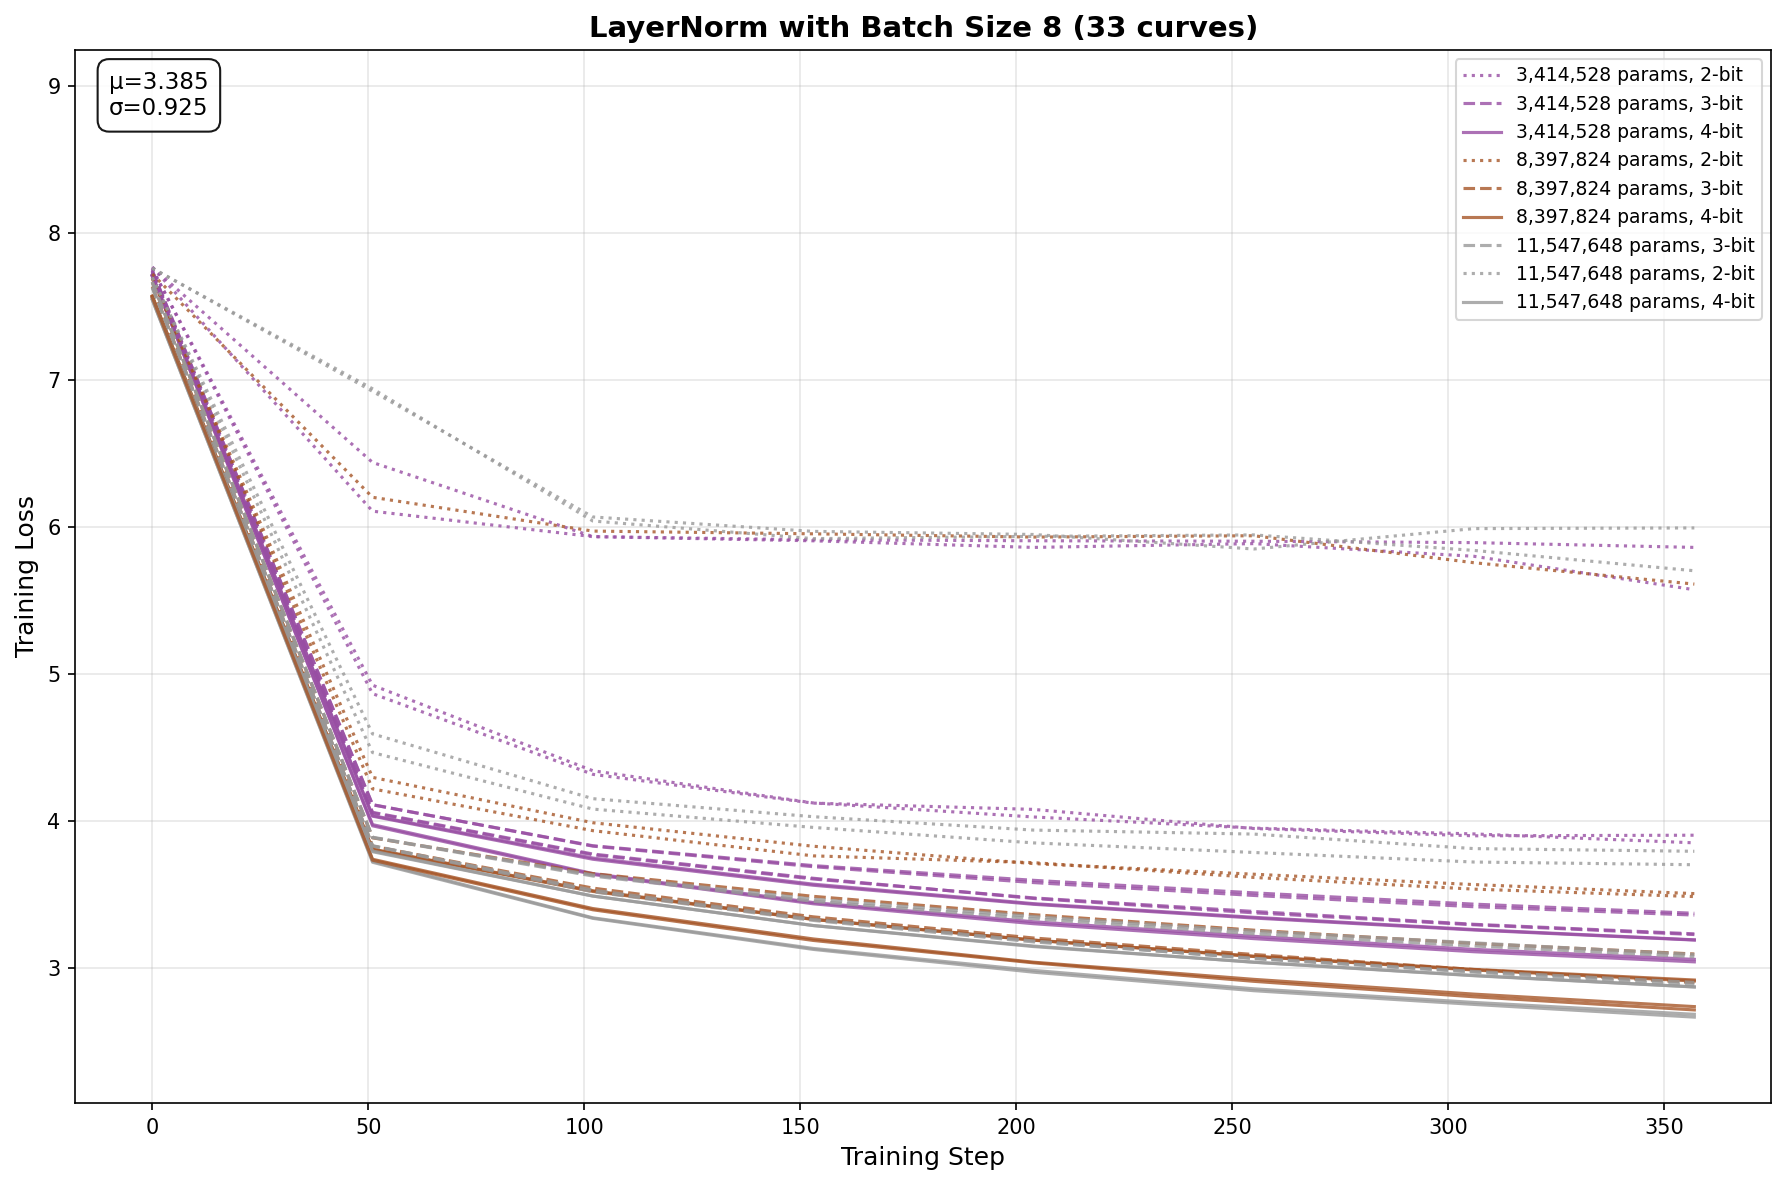 LayerNorm with Batch Size 8 (33 curves)
μ=3.385
σ=0.925
3,414,528 params, 2-bit
3,414,528 params, 3-bit
3,414,528 params, 4-bit
8,397,824 params, 2-bit
8,397,824 params, 3-bit
8,397,824 params, 4-bit
11,547,648 params, 3-bit
11,547,648 params, 2-bit
11,547,648 params, 4-bit
Training Loss
9
8
7
6
5
4
3
0 50 100 150 200 250 300 350
Training Step